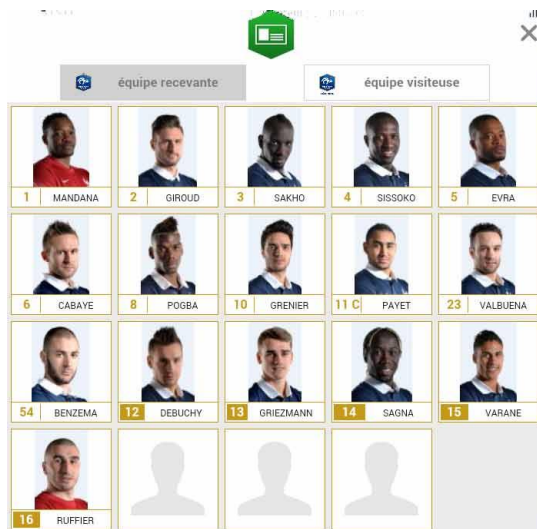 équipe recevante
équipe visiteuse
1 MANDANA
2 GIROUD
3 SAKHO
4 SISSOKO
5 EVRA
6 CABAYE
8 POGBA
10 GRENIER
11 C PAYET
23 VALBUENA
54 BENZEMA
12 DEBUCHY
13 GRIEZMANN
14 SAGNA
15 VARANE
16 RUFFIER